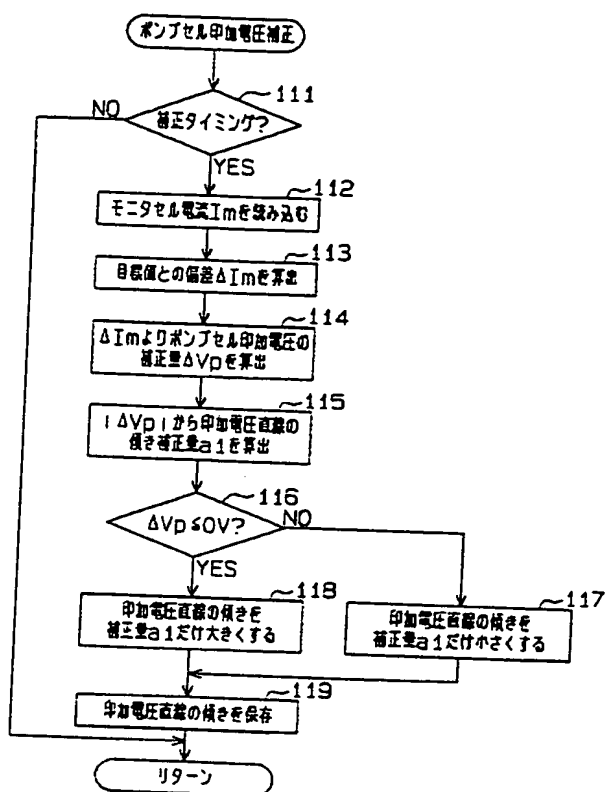 ポンプセル印加電圧補正
111
補正タイミング?
NO
YES
112
モニタセル電流Imを読み込む
113
目標値との偏差ΔImを算出
114
ΔImよりポンプセル印加電圧の
補正量ΔVpを算出
115
|ΔVp|から印加電圧直線の
傾き補正量a1を算出
116
ΔVp≦0V?
NO
YES
118
印加電圧直線の傾きを
補正量a1だけ大きくする
117
印加電圧直線の傾きを
補正量a1だけ小さくする
119
印加電圧直線の傾きを保存
リターン